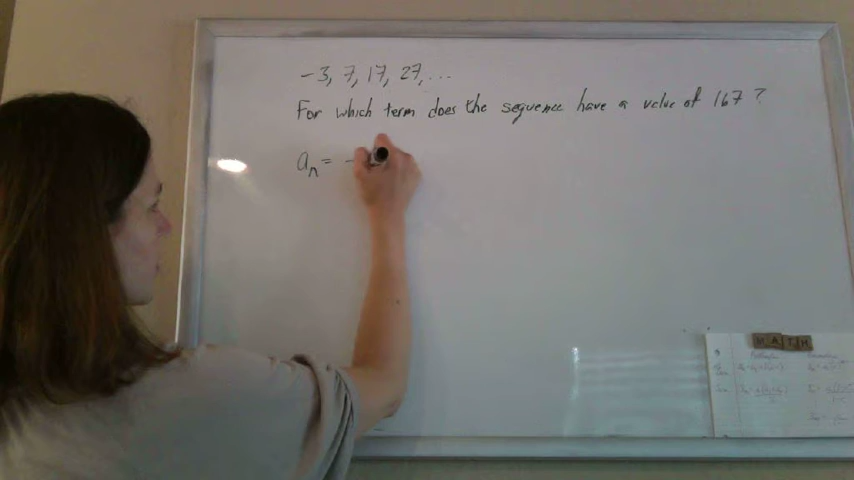 -3, 7, 17, 27, ...
For which term does the sequence have a value of 167 ?
aₙ = -
MATH